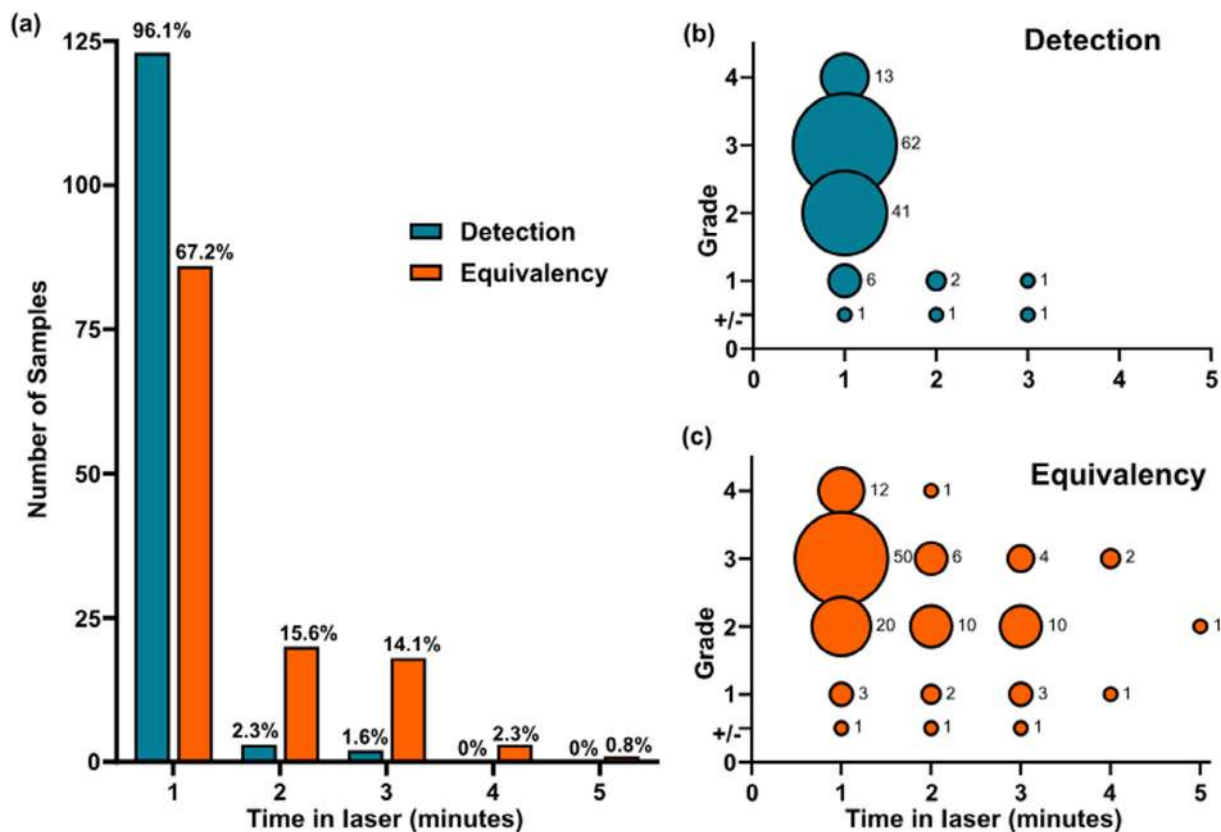 (a)
Number of Samples
125
100
75
50
25
0
96.1%
67.2%
2.3%
15.6%
1.6%
14.1%
0%
2.3%
0%
0.8%
Detection
Equivalency
1 2 3 4 5
Time in laser (minutes)
(b)
Detection
Grade
4
3
2
1
+/-
0
13
62
41
6 2 1
1 1 1
0 1 2 3 4 5
(c)
Equivalency
Grade
4
3
2
1
+/-
0
12 1
50 6 4 2
20 10 10 1
3 2 3 1
1 1 1
0 1 2 3 4 5
Time in laser (minutes)